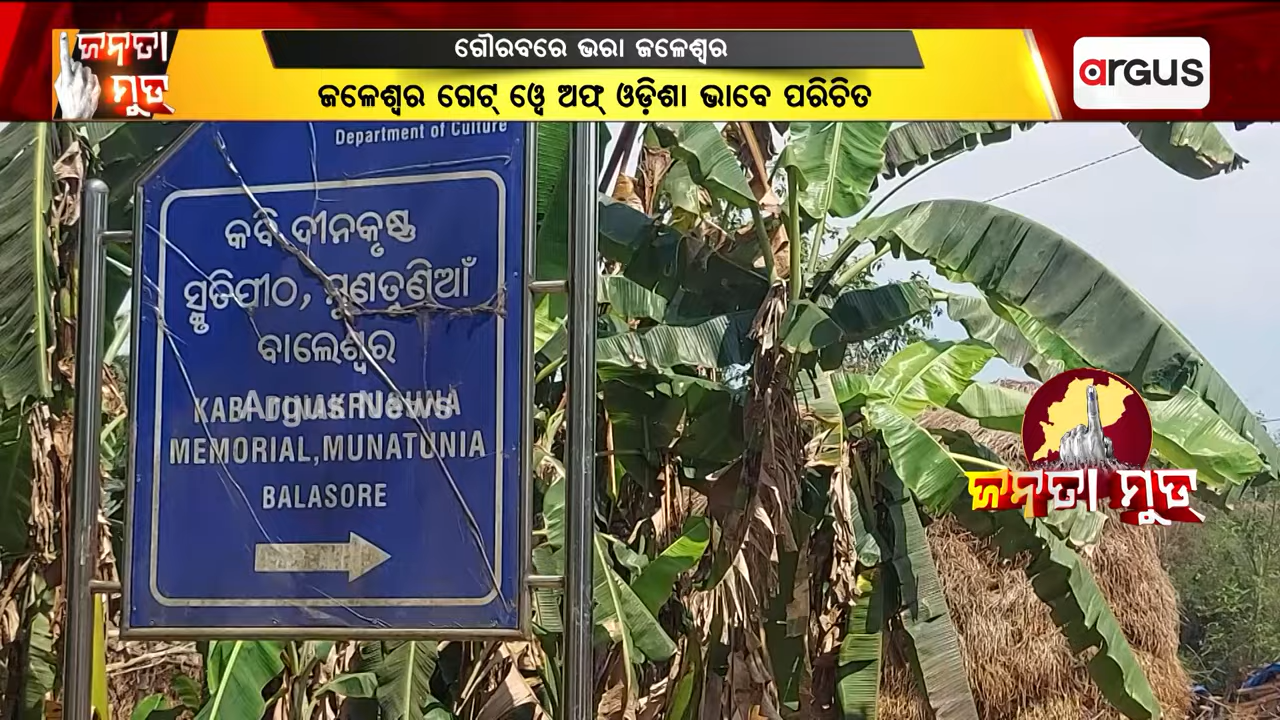 ଜନତା ମୁଡ୍
ଗୌରବରେ ଭରା ଜଳେଶ୍ୱର
ଜଳେଶ୍ୱର ଗେଟ୍ ୱେ ଅଫ୍ ଓଡ଼ିଶା ଭାବେ ପରିଚିତ
argus
Department of Culture
କବି ଦୀନକୃଷ୍ଣ
ସ୍ମୃତିପୀଠ, ମୁଣତୁଣିଆଁ
ବାଲେଶ୍ୱର
KABI
Argus News
MEMORIAL,MUNATUNIA
BALASORE
ଜନତା ମୁଡ୍